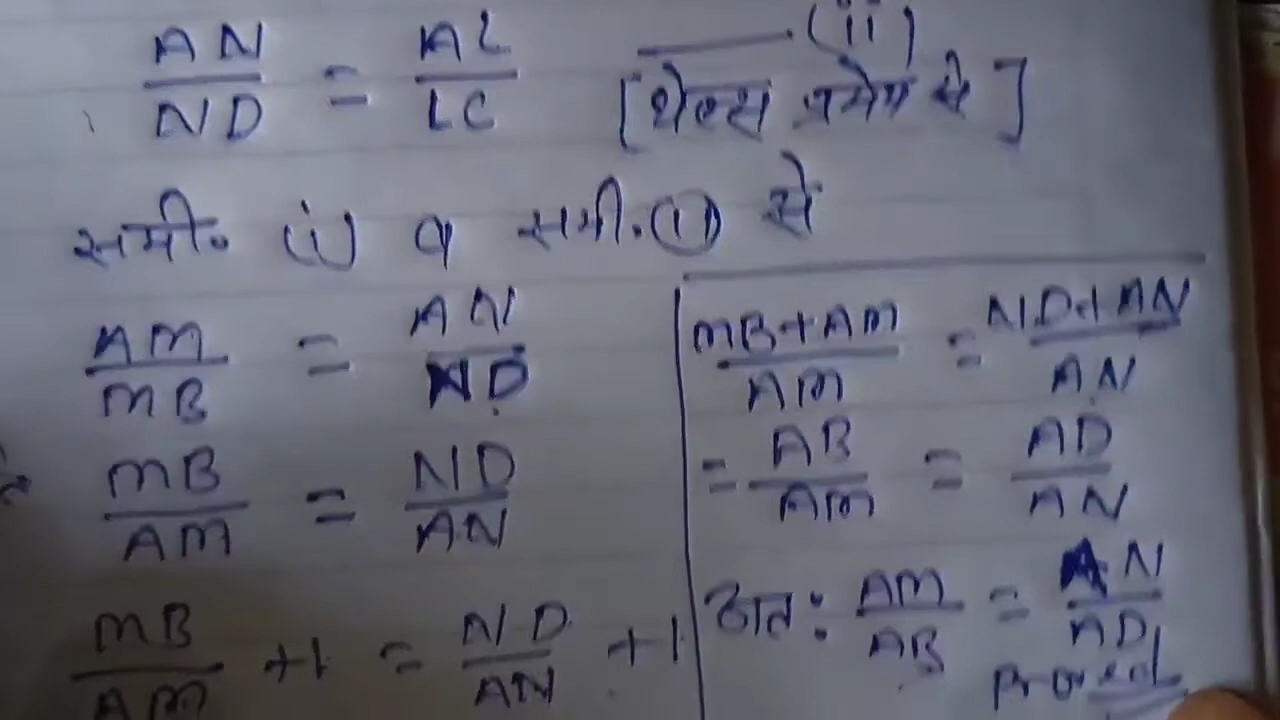 AN/ND = AL/LC —— (ii)
[थेल्स प्रमेय से]
समी० (i) व समी. (ii) से
AM/MB = AN/ND
MB/AM = ND/AN
MB/AM +1 = ND/AN +1
MB+AM/AM = ND+AN/AN
= AB/AM = AD/AN
अत: AM/AB = AN/AD
Proved